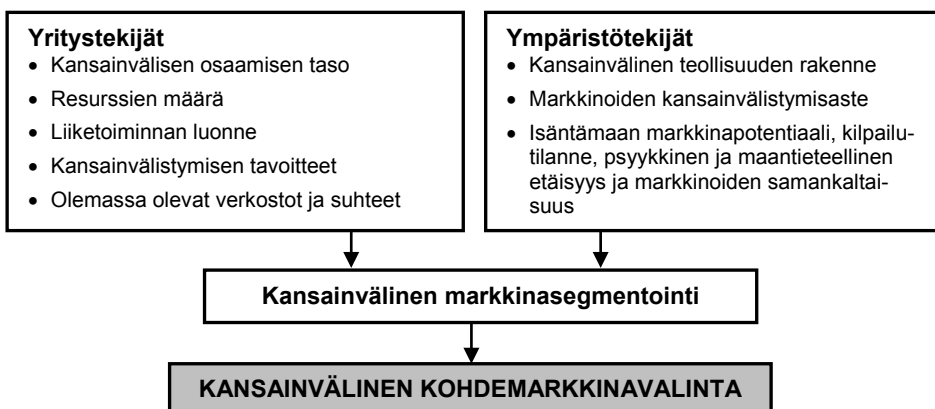 Yritystekijät
• Kansainvälisen osaamisen taso
• Resurssien määrä
• Liiketoiminnan luonne
• Kansainvälistymisen tavoitteet
• Olemassa olevat verkostot ja suhteet
Ympäristötekijät
• Kansainvälinen teollisuuden rakenne
• Markkinoiden kansainvälistymisaste
• Isäntämaan markkinapotentiaali, kilpailu-
tilanne, psyykkinen ja maantieteellinen
etäisyys ja markkinoiden samankaltai-
suus
Kansainvälinen markkinasegmentointi
KANSAINVÄLINEN KOHDEMARKKINAVALINTA